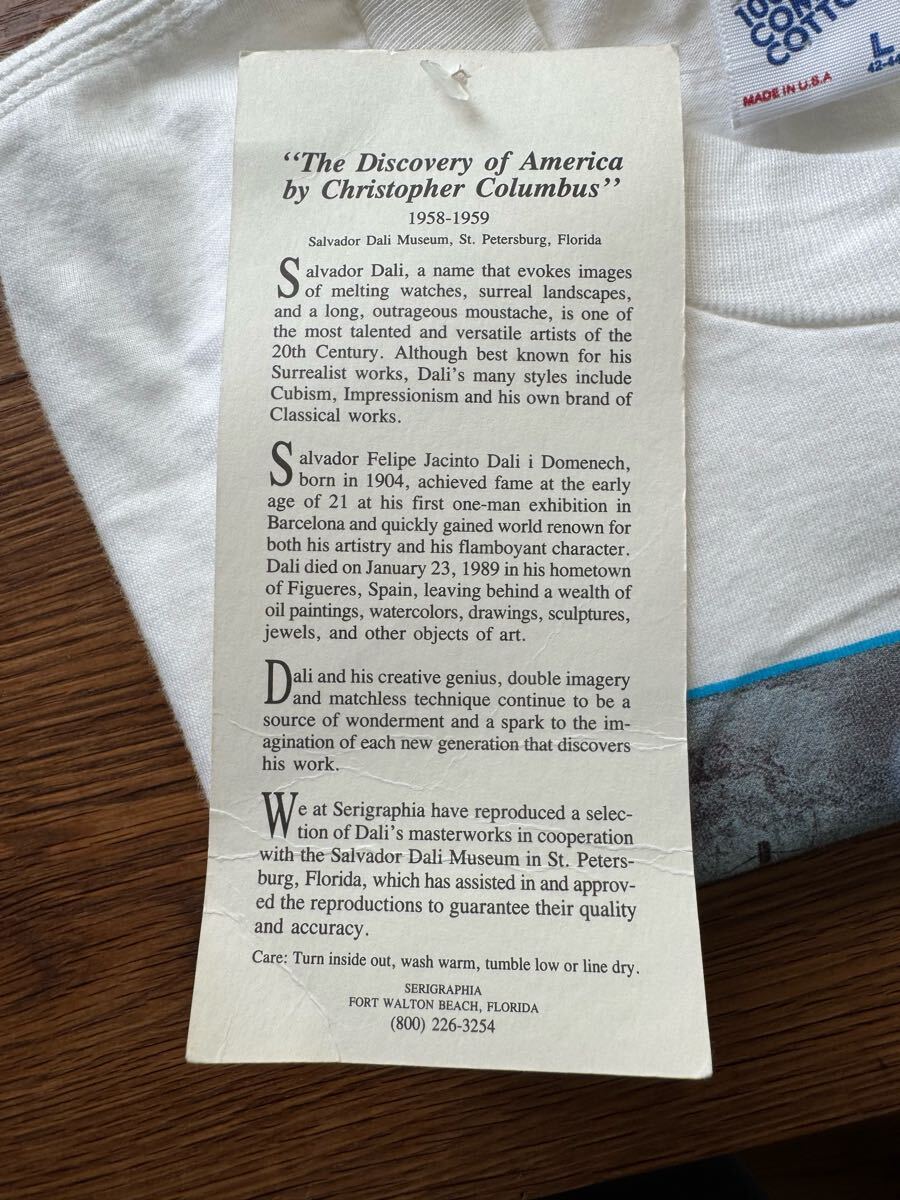 100
COM
COTTO
L
42-44
MADE IN U.S.A
“The Discovery of America
by Christopher Columbus”
1958-1959
Salvador Dali Museum, St. Petersburg, Florida
Salvador Dali, a name that evokes images
of melting watches, surreal landscapes,
and a long, outrageous moustache, is one of
the most talented and versatile artists of the
20th Century. Although best known for his
Surrealist works, Dali's many styles include
Cubism, Impressionism and his own brand of
Classical works.
Salvador Felipe Jacinto Dali i Domenech,
born in 1904, achieved fame at the early
age of 21 at his first one-man exhibition in
Barcelona and quickly gained world renown for
both his artistry and his flamboyant character.
Dali died on January 23, 1989 in his hometown
of Figueres, Spain, leaving behind a wealth of
oil paintings, watercolors, drawings, sculptures,
jewels, and other objects of art.
Dali and his creative genius, double imagery
and matchless technique continue to be a
source of wonderment and a spark to the im-
agination of each new generation that discovers
his work.
We at Serigraphia have reproduced a selec-
tion of Dali's masterworks in cooperation
with the Salvador Dali Museum in St. Peters-
burg, Florida, which has assisted in and approv-
ed the reproductions to guarantee their quality
and accuracy.
Care: Turn inside out, wash warm, tumble low or line dry.
SERIGRAPHIA
FORT WALTON BEACH, FLORIDA
(800) 226-3254